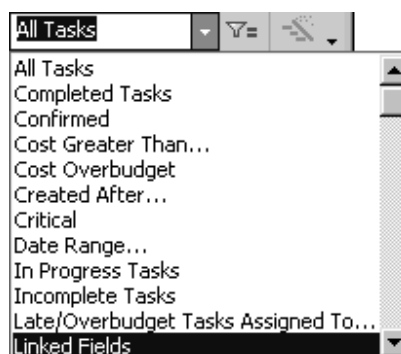 All Tasks
All Tasks
Completed Tasks
Confirmed
Cost Greater Than...
Cost Overbudget
Created After...
Critical
Date Range...
In Progress Tasks
Incomplete Tasks
Late/Overbudget Tasks Assigned To...
Linked Fields